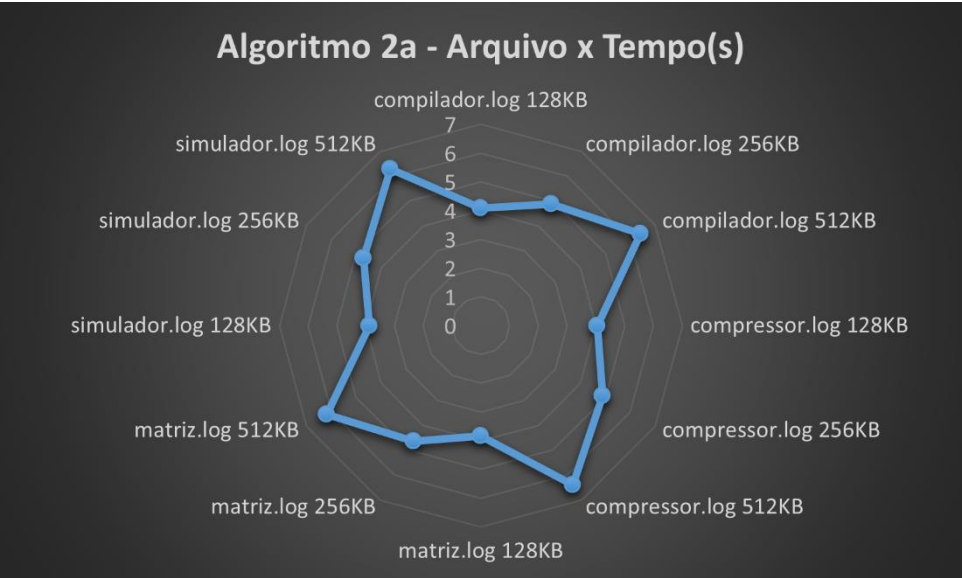 Algoritmo 2a - Arquivo x Tempo(s)
compilador.log 128KB
compilador.log 256KB
compilador.log 512KB
compressor.log 128KB
compressor.log 256KB
compressor.log 512KB
matriz.log 128KB
matriz.log 256KB
matriz.log 512KB
simulador.log 128KB
simulador.log 256KB
simulador.log 512KB
7
6
5
4
3
2
1
0